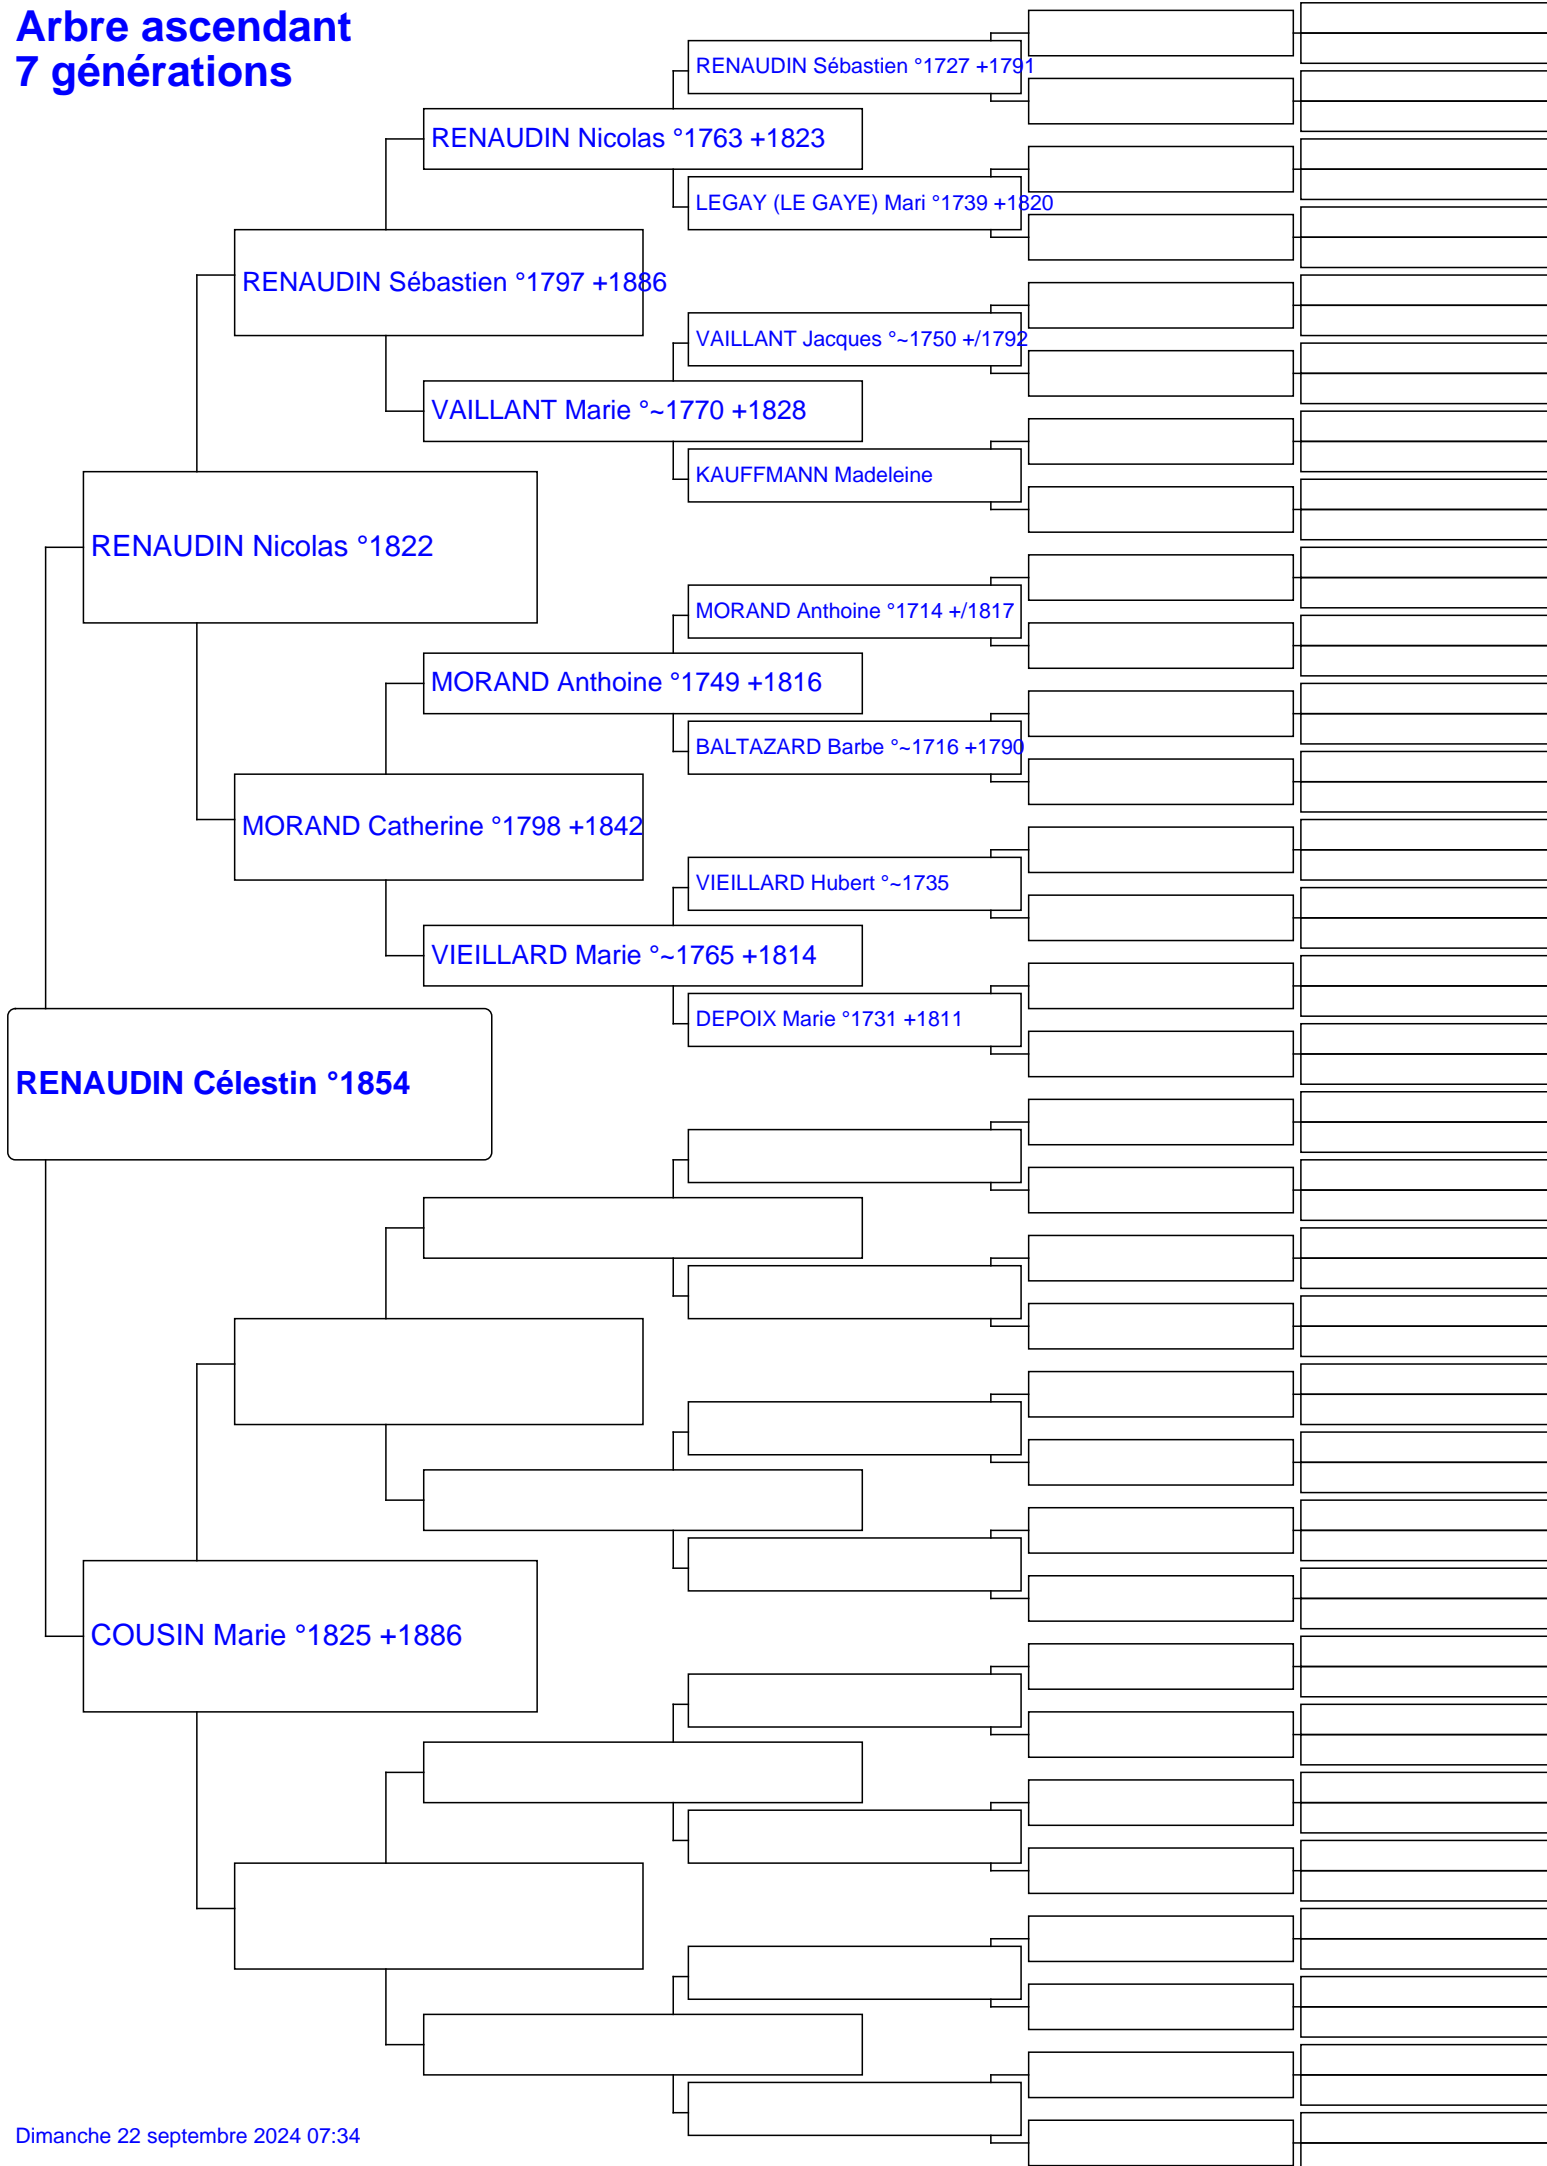 Arbre ascendant
7 générations
RENAUDIN Sébastien °1727 +1791
RENAUDIN Nicolas °1763 +1823
LEGAY (LE GAYE) Mari °1739 +1820
RENAUDIN Sébastien °1797 +1886
VAILLANT Jacques °~1750 +/1792
VAILLANT Marie °~1770 +1828
KAUFFMANN Madeleine
RENAUDIN Nicolas °1822
MORAND Anthoine °1714 +/1817
MORAND Anthoine °1749 +1816
BALTAZARD Barbe °~1716 +1790
MORAND Catherine °1798 +1842
VIEILLARD Hubert °~1735
VIEILLARD Marie °~1765 +1814
DEPOIX Marie °1731 +1811
RENAUDIN Célestin °1854
COUSIN Marie °1825 +1886
Dimanche 22 septembre 2024 07:34